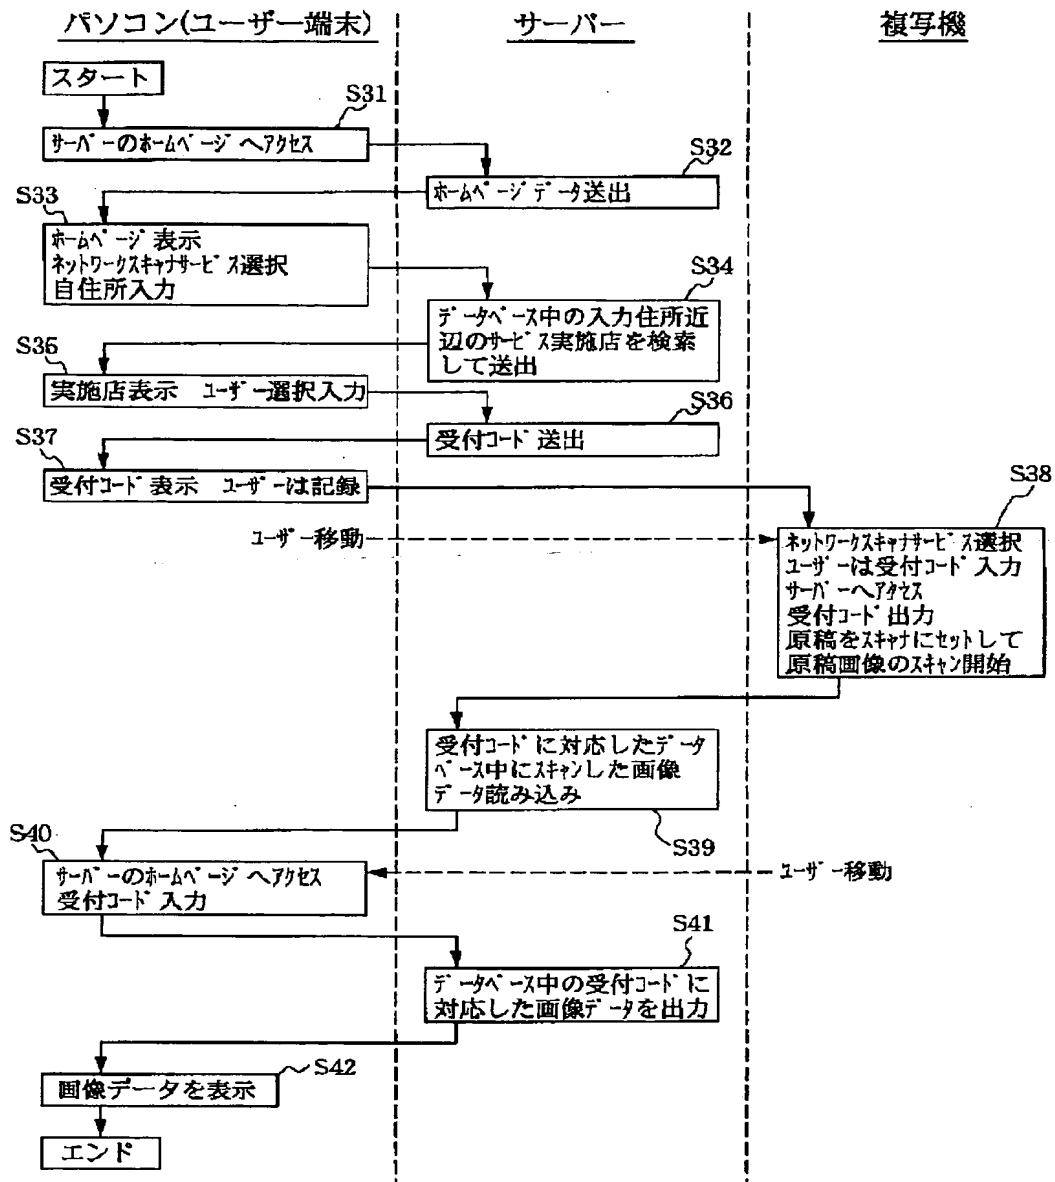 パソコン(ユーザー端末)
サーバー
複写機
スタート
S31
サーバーのホームページへアクセス
S32
ホームページデータ送出
S33
ホームページ表示
ネットワークスキャナサービス選択
自住所入力
S34
データベース中の入力住所近
辺のサービス実施店を検索
して送出
S35
実施店表示 ユーザー選択入力
S36
受付コード送出
S37
受付コード表示 ユーザーは記録
S38
ユーザー移動
ネットワークスキャナサービス選択
ユーザーは受付コード入力
サーバーへアクセス
受付コード出力
原稿をスキャナにセットして
原稿画像のスキャン開始
受付コードに対応したデータ
ベース中にスキャンした画像
データ読み込み
S39
S40
サーバーのホームページへアクセス
受付コード入力
ユーザー移動
S41
データベース中の受付コードに
対応した画像データを出力
S42
画像データを表示
エンド